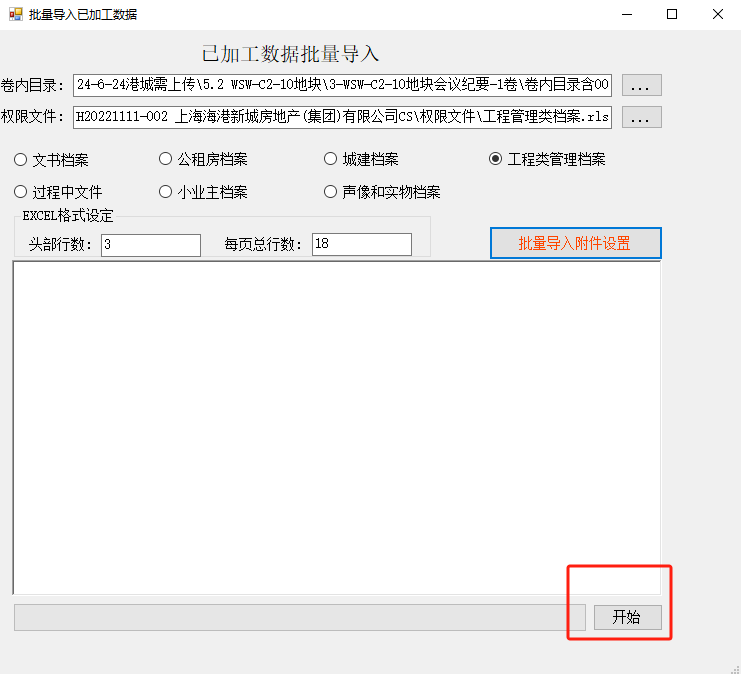 批量导入已加工数据
已加工数据批量导入
卷内目录: 24-6-24港城需上传\5.2 WSW-C2-10地块\3-WSW-C2-10地块会议纪要-1卷\卷内目录含00 ...
权限文件: H20221111-002 上海海港新城房地产(集团)有限公司CS\权限文件\工程管理类档案.rls ...
文书档案 公租房档案 城建档案 工程类管理档案
过程中文件 小业主档案 声像和实物档案
EXCEL格式设定
头部行数: 3 每页总行数: 18 批量导入附件设置
开始